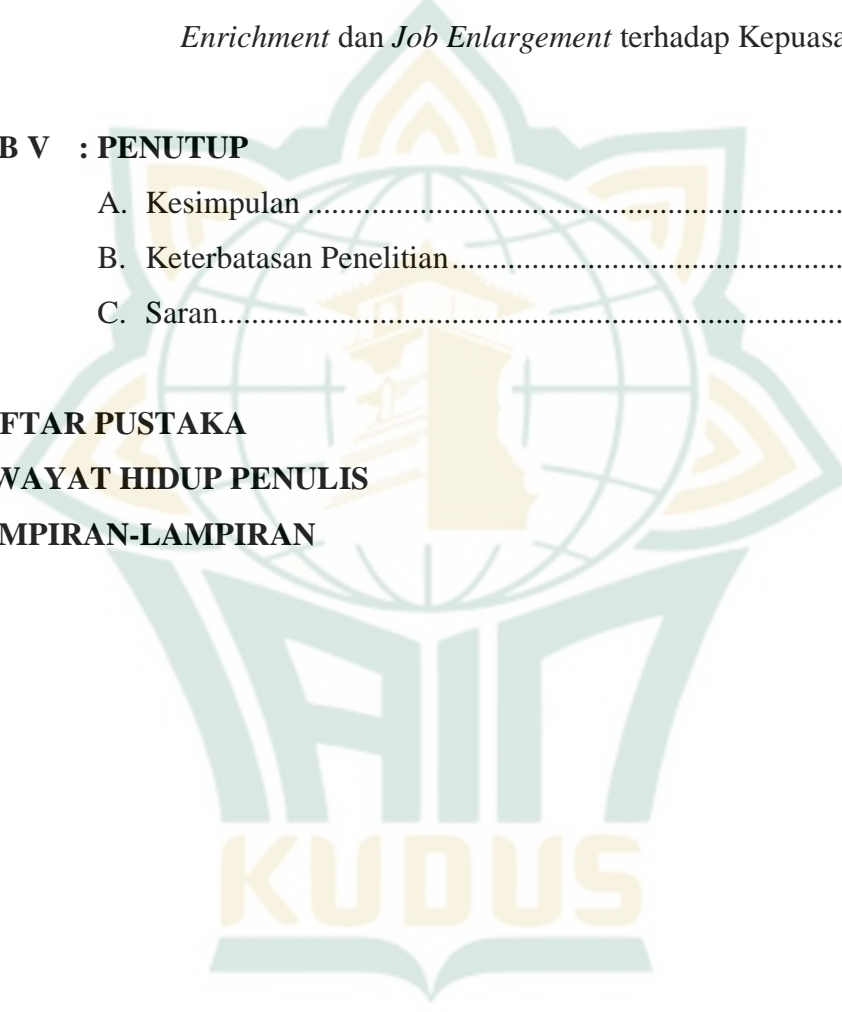 Enrichment dan Job Enlargement terhadap Kepuasa
B V : PENUTUP
A. Kesimpulan ....................................................................
B. Keterbatasan Penelitian..................................................
C. Saran...............................................................................
FTAR PUSTAKA
WAYAT HIDUP PENULIS
MPIRAN-LAMPIRAN
IAIN
KUDUS